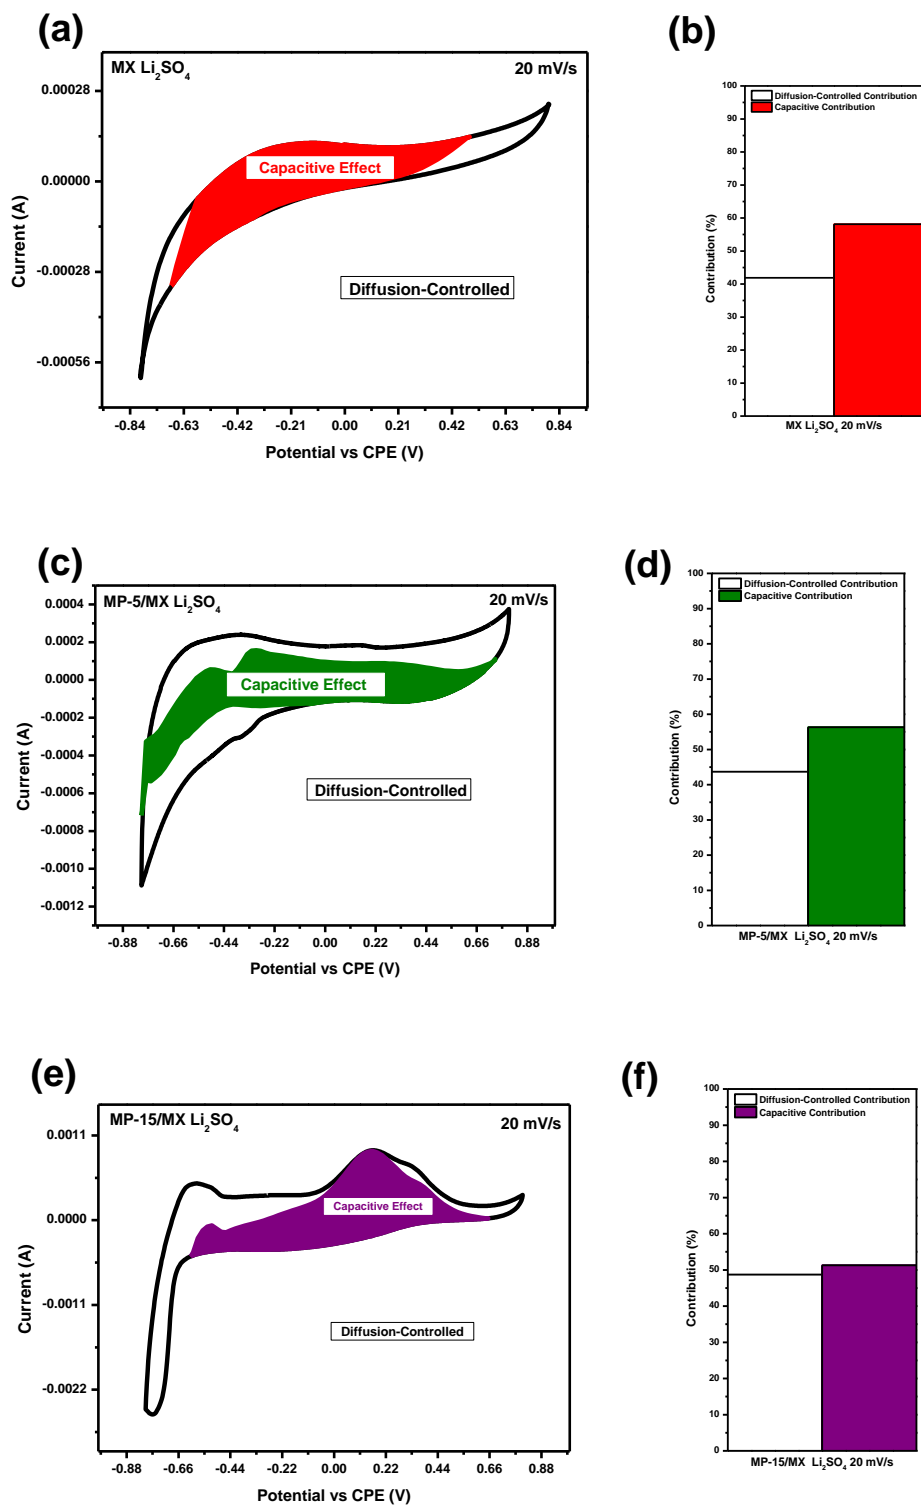 (a)
MX Li₂SO₄ 20 mV/s
Capacitive Effect
Diffusion-Controlled
0.00028
0.00000
-0.00028
-0.00056
Current (A)
-0.84 -0.63 -0.42 -0.21 0.00 0.21 0.42 0.63 0.84
Potential vs CPE (V)
(b)
Diffusion-Controlled Contribution
Capacitive Contribution
100
90
80
70
60
50
40
30
20
10
0
Contribution (%)
MX Li₂SO₄ 20 mV/s
(c)
MP-5/MX Li₂SO₄ 20 mV/s
Capacitive Effect
Diffusion-Controlled
0.0004
0.0002
0.0000
-0.0002
-0.0004
-0.0006
-0.0008
-0.0010
-0.0012
Current (A)
-0.88 -0.66 -0.44 -0.22 0.00 0.22 0.44 0.66 0.88
Potential vs CPE (V)
(d)
Diffusion-Controlled Contribution
Capacitive Contribution
100
90
80
70
60
50
40
30
20
10
0
Contribution (%)
MP-5/MX Li₂SO₄ 20 mV/s
(e)
MP-15/MX Li₂SO₄ 20 mV/s
Capacitive Effect
Diffusion-Controlled
0.0011
0.0000
-0.0011
-0.0022
Current (A)
-0.88 -0.66 -0.44 -0.22 0.00 0.22 0.44 0.66 0.88
Potential vs CPE (V)
(f)
Diffusion-Controlled Contribution
Capacitive Contribution
100
90
80
70
60
50
40
30
20
10
0
Contribution (%)
MP-15/MX Li₂SO₄ 20 mV/s